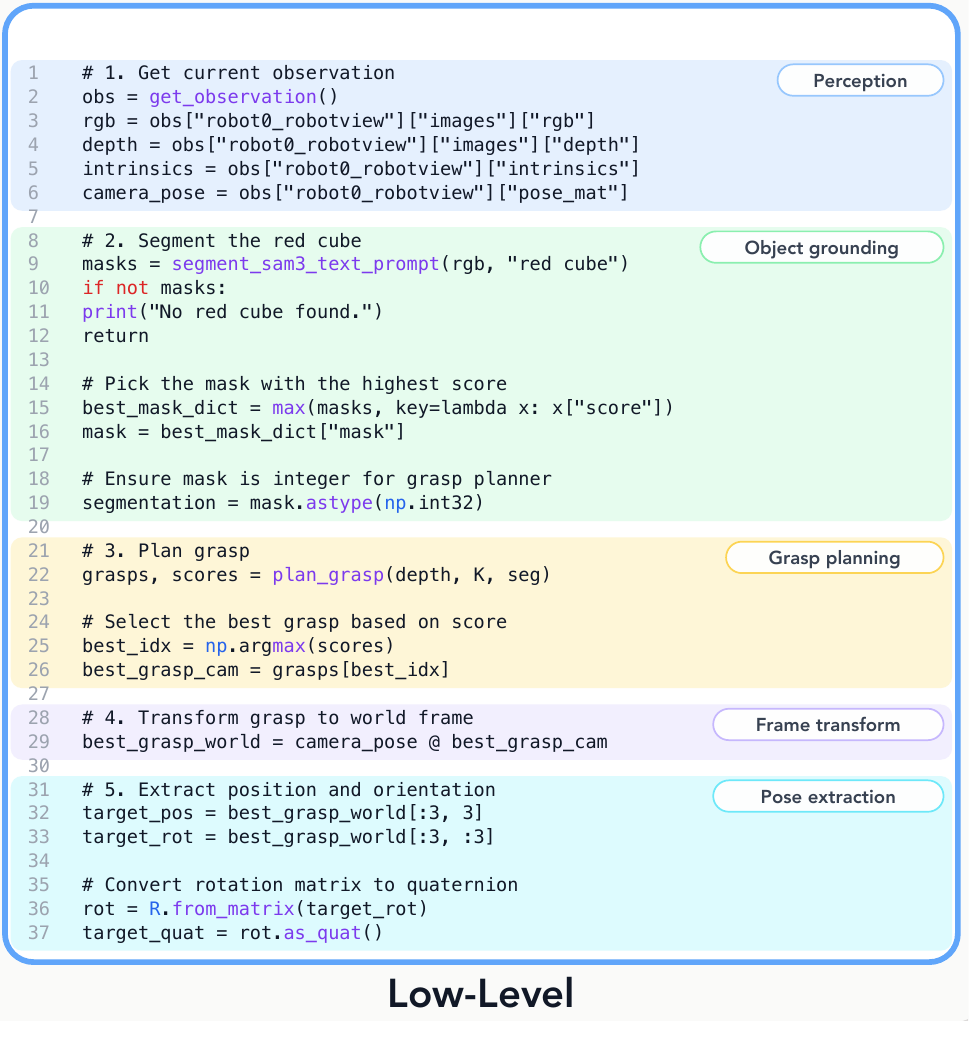 1 # 1. Get current observation
Perception
2 obs = get_observation()
3 rgb = obs["robot0_robotview"]["images"]["rgb"]
4 depth = obs["robot0_robotview"]["images"]["depth"]
5 intrinsics = obs["robot0_robotview"]["intrinsics"]
6 camera_pose = obs["robot0_robotview"]["pose_mat"]
7
8 # 2. Segment the red cube
Object grounding
9 masks = segment_sam3_text_prompt(rgb, "red cube")
10 if not masks:
11 print("No red cube found.")
12 return
13
14 # Pick the mask with the highest score
15 best_mask_dict = max(masks, key=lambda x: x["score"])
16 mask = best_mask_dict["mask"]
17
18 # Ensure mask is integer for grasp planner
19 segmentation = mask.astype(np.int32)
20
21 # 3. Plan grasp
Grasp planning
22 grasps, scores = plan_grasp(depth, K, seg)
23
24 # Select the best grasp based on score
25 best_idx = np.argmax(scores)
26 best_grasp_cam = grasps[best_idx]
27
28 # 4. Transform grasp to world frame
Frame transform
29 best_grasp_world = camera_pose @ best_grasp_cam
30
31 # 5. Extract position and orientation
Pose extraction
32 target_pos = best_grasp_world[:3, 3]
33 target_rot = best_grasp_world[:3, :3]
34
35 # Convert rotation matrix to quaternion
36 rot = R.from_matrix(target_rot)
37 target_quat = rot.as_quat()
Low-Level